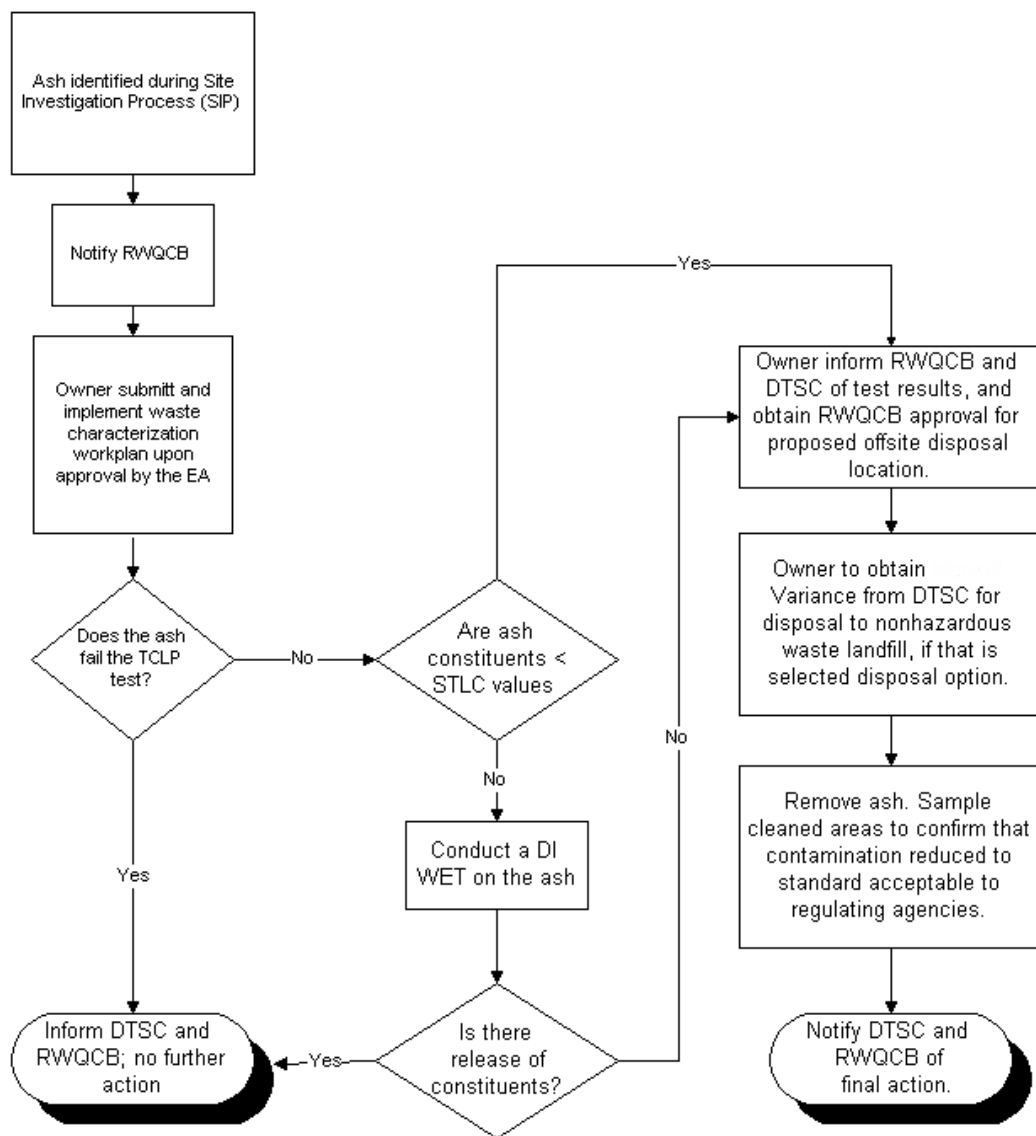 Ash identified during Site
Investigation Process (SIP)
Notify RWQCB
Owner submitt and
implement waste
characterization
workplan upon
approval by the EA
Does the ash
fail the TCLP
test?
No
Yes
Are ash
constituents <
STLC values
Yes
No
Conduct a DI
WET on the ash
Is there
release of
constituents?
Yes
No
Inform DTSC and
RWQCB; no further
action
Owner inform RWQCB and
DTSC of test results, and
obtain RWQCB approval for
proposed offsite disposal
location.
Owner to obtain
Variance from DTSC for
disposal to nonhazardous
waste landfill, if that is
selected disposal option.
Remove ash. Sample
cleaned areas to confirm that
contamination reduced to
standard acceptable to
regulating agencies.
Notify DTSC and
RWQCB of
final action.